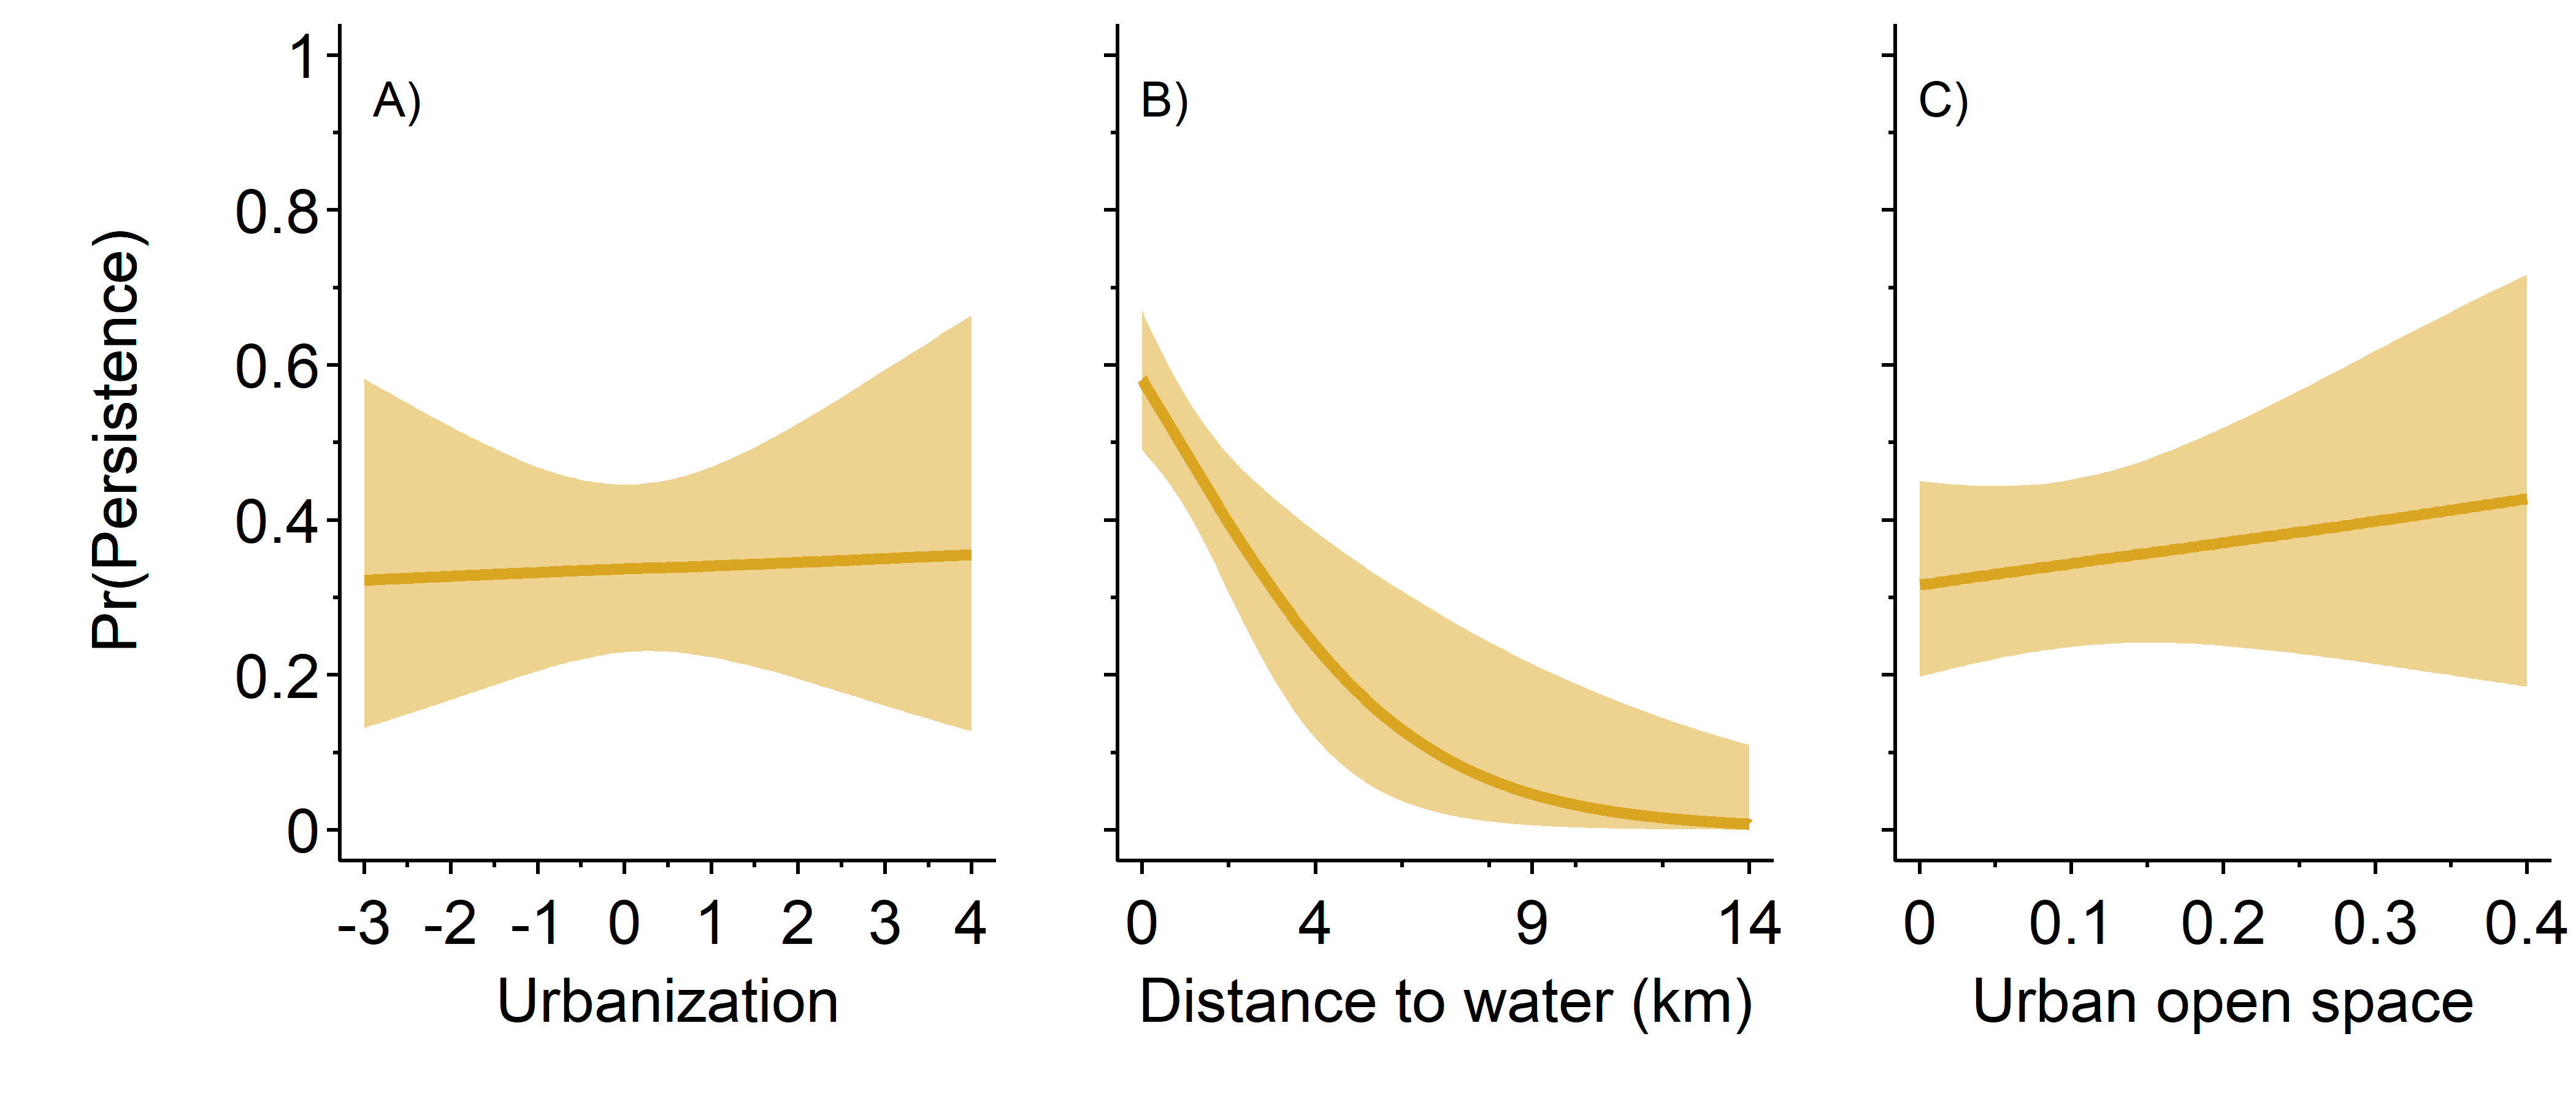 A) B) C)
Pr(Persistence)
1
0.8
0.6
0.4
0.2
0
-3 -2 -1 0 1 2 3 4
0 4 9 14
0 0.1 0.2 0.3 0.4
Urbanization
Distance to water (km)
Urban open space